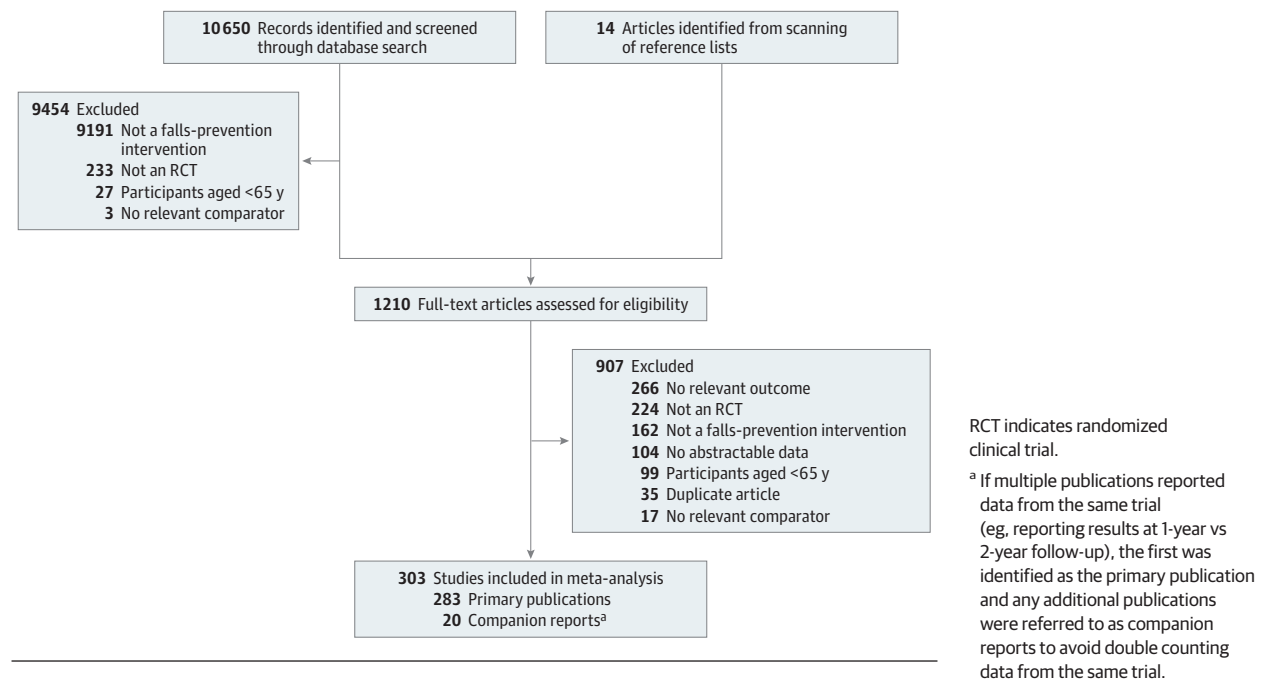 10650 Records identified and screened
through database search
14 Articles identified from scanning
of reference lists
9454 Excluded
9191 Not a falls-prevention
intervention
233 Not an RCT
27 Participants aged <65 y
3 No relevant comparator
1210 Full-text articles assessed for eligibility
907 Excluded
266 No relevant outcome
224 Not an RCT
162 Not a falls-prevention intervention
104 No abstractable data
99 Participants aged <65 y
35 Duplicate article
17 No relevant comparator
303 Studies included in meta-analysis
283 Primary publications
20 Companion reportsa
RCT indicates randomized
clinical trial.
a If multiple publications reported
data from the same trial
(eg, reporting results at 1-year vs
2-year follow-up), the first was
identified as the primary publication
and any additional publications
were referred to as companion
reports to avoid double counting
data from the same trial.